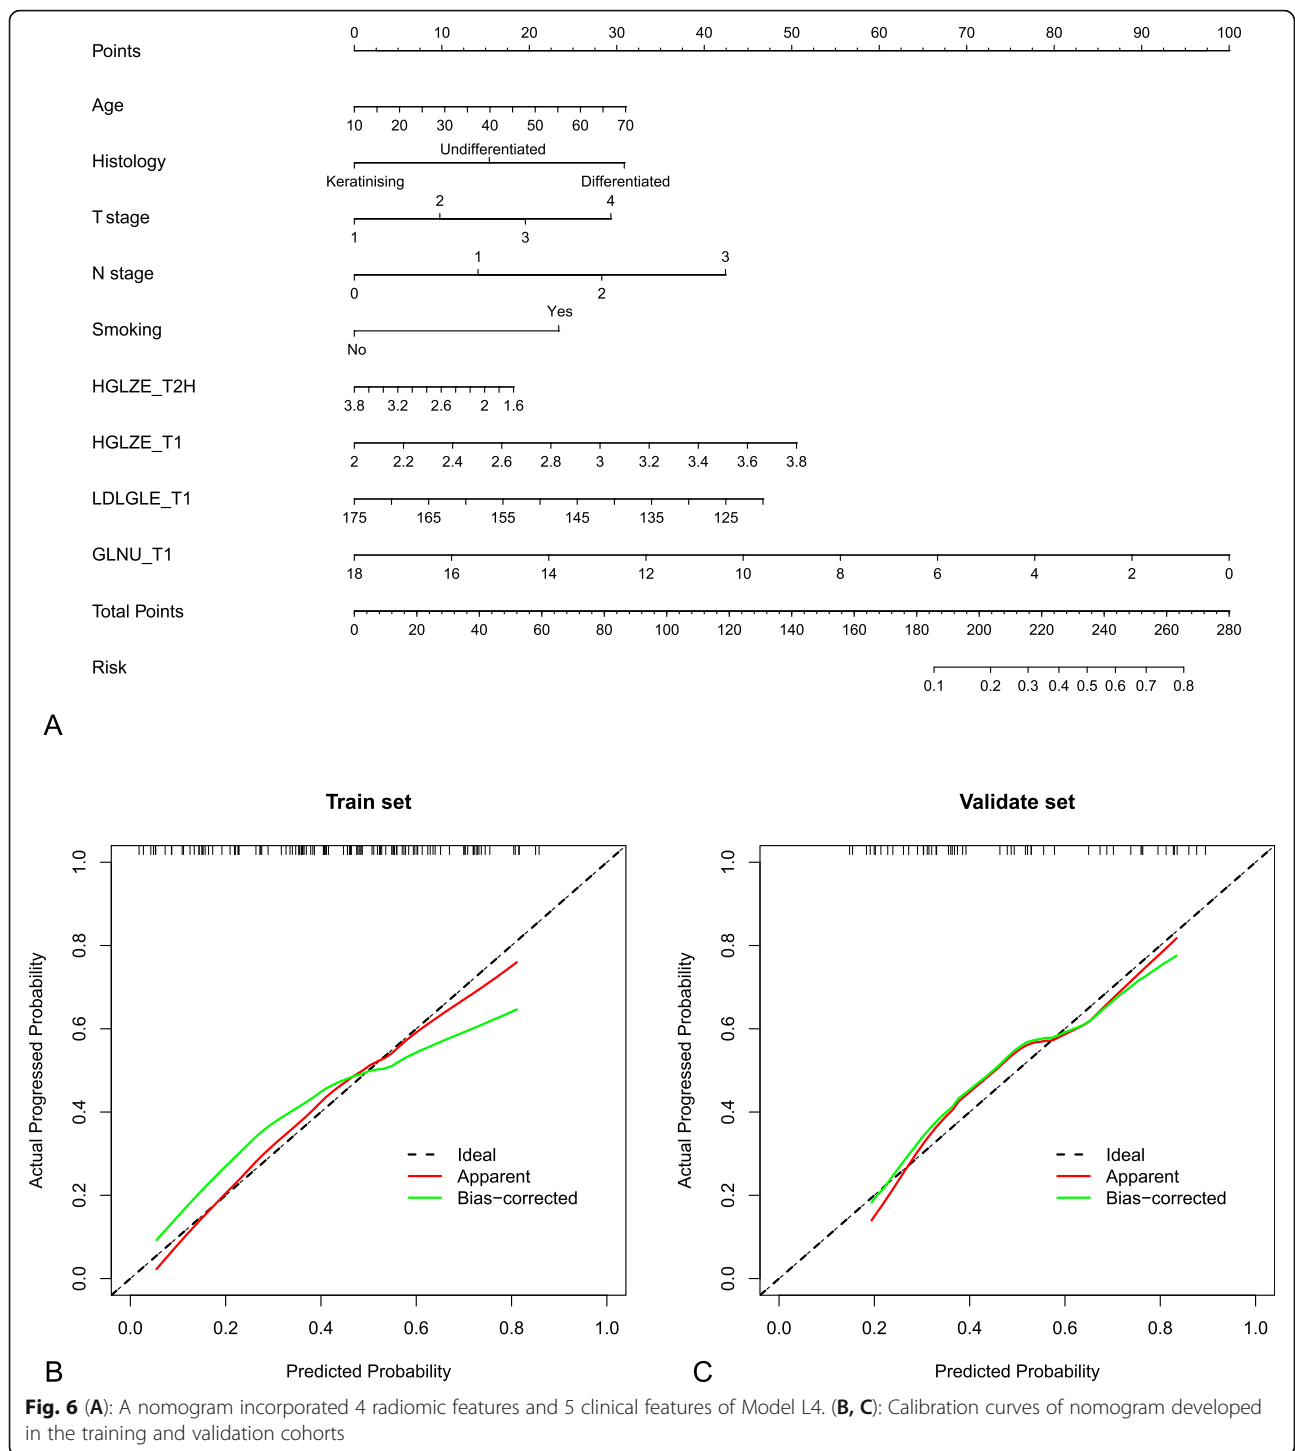 Points
0 10 20 30 40 50 60 70 80 90 100
Age
10 20 30 40 50 60 70
Histology
Undifferentiated
Keratinising Differentiated
T stage
2 4
1 3
N stage
1 3
0 2
Smoking
Yes
No
HGLZE_T2H
3.8 3.2 2.6 2 1.6
HGLZE_T1
2 2.2 2.4 2.6 2.8 3 3.2 3.4 3.6 3.8
LDLGLE_T1
175 165 155 145 135 125
GLNU_T1
18 16 14 12 10 8 6 4 2 0
Total Points
0 20 40 60 80 100 120 140 160 180 200 220 240 260 280
Risk
0.1 0.2 0.3 0.4 0.5 0.6 0.7 0.8
A
Train set
Actual Progressed Probability
1.0
0.8
0.6
0.4
0.2
0.0
Ideal
Apparent
Bias−corrected
0.0 0.2 0.4 0.6 0.8 1.0
Predicted Probability
B
Validate set
Actual Progressed Probability
1.0
0.8
0.6
0.4
0.2
0.0
Ideal
Apparent
Bias−corrected
0.0 0.2 0.4 0.6 0.8 1.0
Predicted Probability
C
Fig. 6 (A): A nomogram incorporated 4 radiomic features and 5 clinical features of Model L4. (B, C): Calibration curves of nomogram developed
in the training and validation cohorts